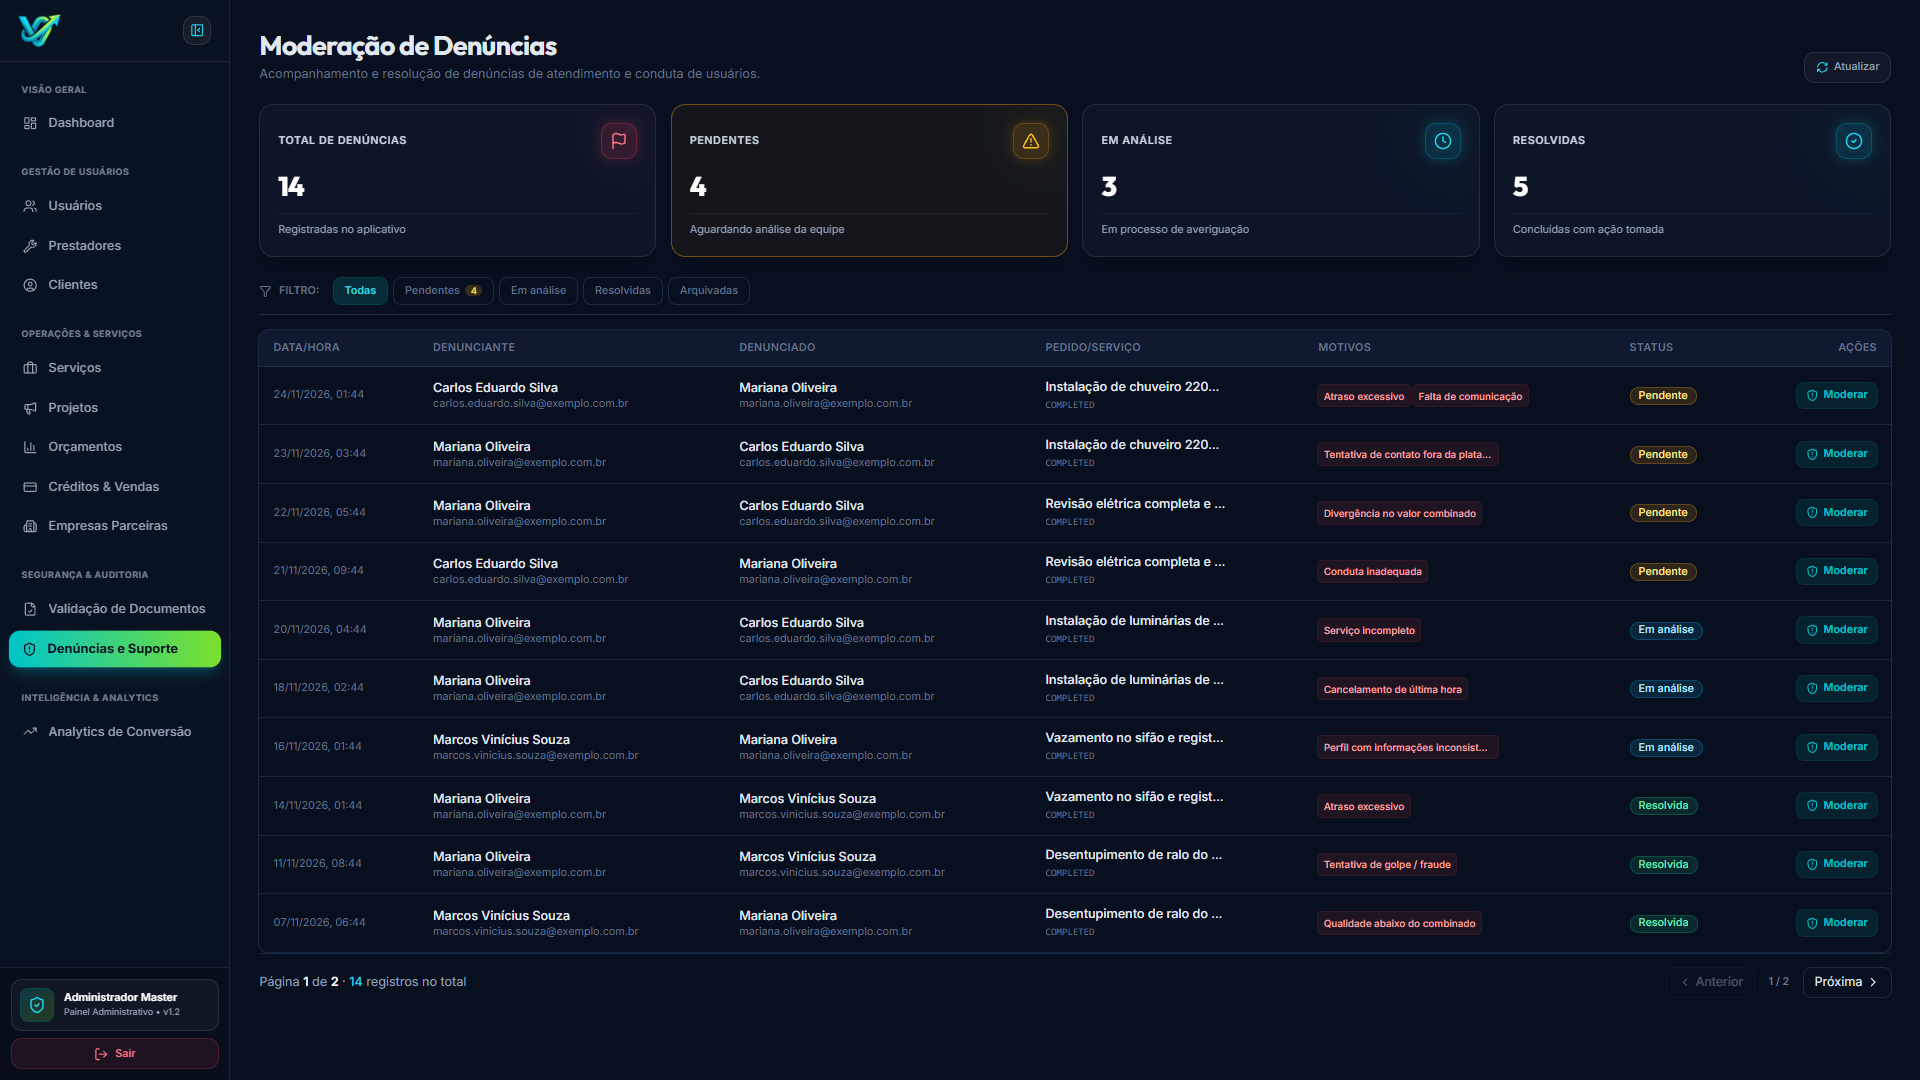 VISÃO GERAL
Dashboard
GESTÃO DE USUÁRIOS
Usuários
Prestadores
Clientes
OPERAÇÕES & SERVIÇOS
Serviços
Projetos
Orçamentos
Créditos & Vendas
Empresas Parceiras
SEGURANÇA & AUDITORIA
Validação de Documentos
Denúncias e Suporte
INTELIGÊNCIA & ANALYTICS
Analytics de Conversão
Administrador Master
Painel Administrativo • v1.2
Sair
Moderação de Denúncias
Acompanhamento e resolução de denúncias de atendimento e conduta de usuários.
Atualizar
TOTAL DE DENÚNCIAS
14
Registradas no aplicativo
PENDENTES
4
Aguardando análise da equipe
EM ANÁLISE
3
Em processo de averiguação
RESOLVIDAS
5
Concluídas com ação tomada
FILTRO: Todas Pendentes 4 Em análise Resolvidas Arquivadas
DATA/HORA DENUNCIANTE DENUNCIADO PEDIDO/SERVIÇO MOTIVOS STATUS AÇÕES
24/11/2026, 01:44 Carlos Eduardo Silva Mariana Oliveira Instalação de chuveiro 220... Atraso excessivo Falta de comunicação Pendente Moderar
carlos.eduardo.silva@exemplo.com.br mariana.oliveira@exemplo.com.br COMPLETED
23/11/2026, 03:44 Mariana Oliveira Carlos Eduardo Silva Instalação de chuveiro 220... Tentativa de contato fora da plata... Pendente Moderar
mariana.oliveira@exemplo.com.br carlos.eduardo.silva@exemplo.com.br COMPLETED
22/11/2026, 05:44 Mariana Oliveira Carlos Eduardo Silva Revisão elétrica completa e ... Divergência no valor combinado Pendente Moderar
mariana.oliveira@exemplo.com.br carlos.eduardo.silva@exemplo.com.br COMPLETED
21/11/2026, 09:44 Carlos Eduardo Silva Mariana Oliveira Revisão elétrica completa e ... Conduta inadequada Pendente Moderar
carlos.eduardo.silva@exemplo.com.br mariana.oliveira@exemplo.com.br COMPLETED
20/11/2026, 04:44 Mariana Oliveira Carlos Eduardo Silva Instalação de luminárias de ... Serviço incompleto Em análise Moderar
mariana.oliveira@exemplo.com.br carlos.eduardo.silva@exemplo.com.br COMPLETED
18/11/2026, 02:44 Mariana Oliveira Carlos Eduardo Silva Instalação de luminárias de ... Cancelamento de última hora Em análise Moderar
mariana.oliveira@exemplo.com.br carlos.eduardo.silva@exemplo.com.br COMPLETED
16/11/2026, 01:44 Marcos Vinícius Souza Mariana Oliveira Vazamento no sifão e regist... Perfil com informações inconsist... Em análise Moderar
marcos.vinicius.souza@exemplo.com.br mariana.oliveira@exemplo.com.br COMPLETED
14/11/2026, 01:44 Mariana Oliveira Marcos Vinícius Souza Vazamento no sifão e regist... Atraso excessivo Resolvida Moderar
mariana.oliveira@exemplo.com.br marcos.vinicius.souza@exemplo.com.br COMPLETED
11/11/2026, 08:44 Mariana Oliveira Marcos Vinícius Souza Desentupimento de ralo do ... Tentativa de golpe / fraude Resolvida Moderar
mariana.oliveira@exemplo.com.br marcos.vinicius.souza@exemplo.com.br COMPLETED
07/11/2026, 06:44 Marcos Vinícius Souza Mariana Oliveira Desentupimento de ralo do ... Qualidade abaixo do combinado Resolvida Moderar
marcos.vinicius.souza@exemplo.com.br mariana.oliveira@exemplo.com.br COMPLETED
Página 1 de 2 · 14 registros no total Anterior 1 / 2 Próxima